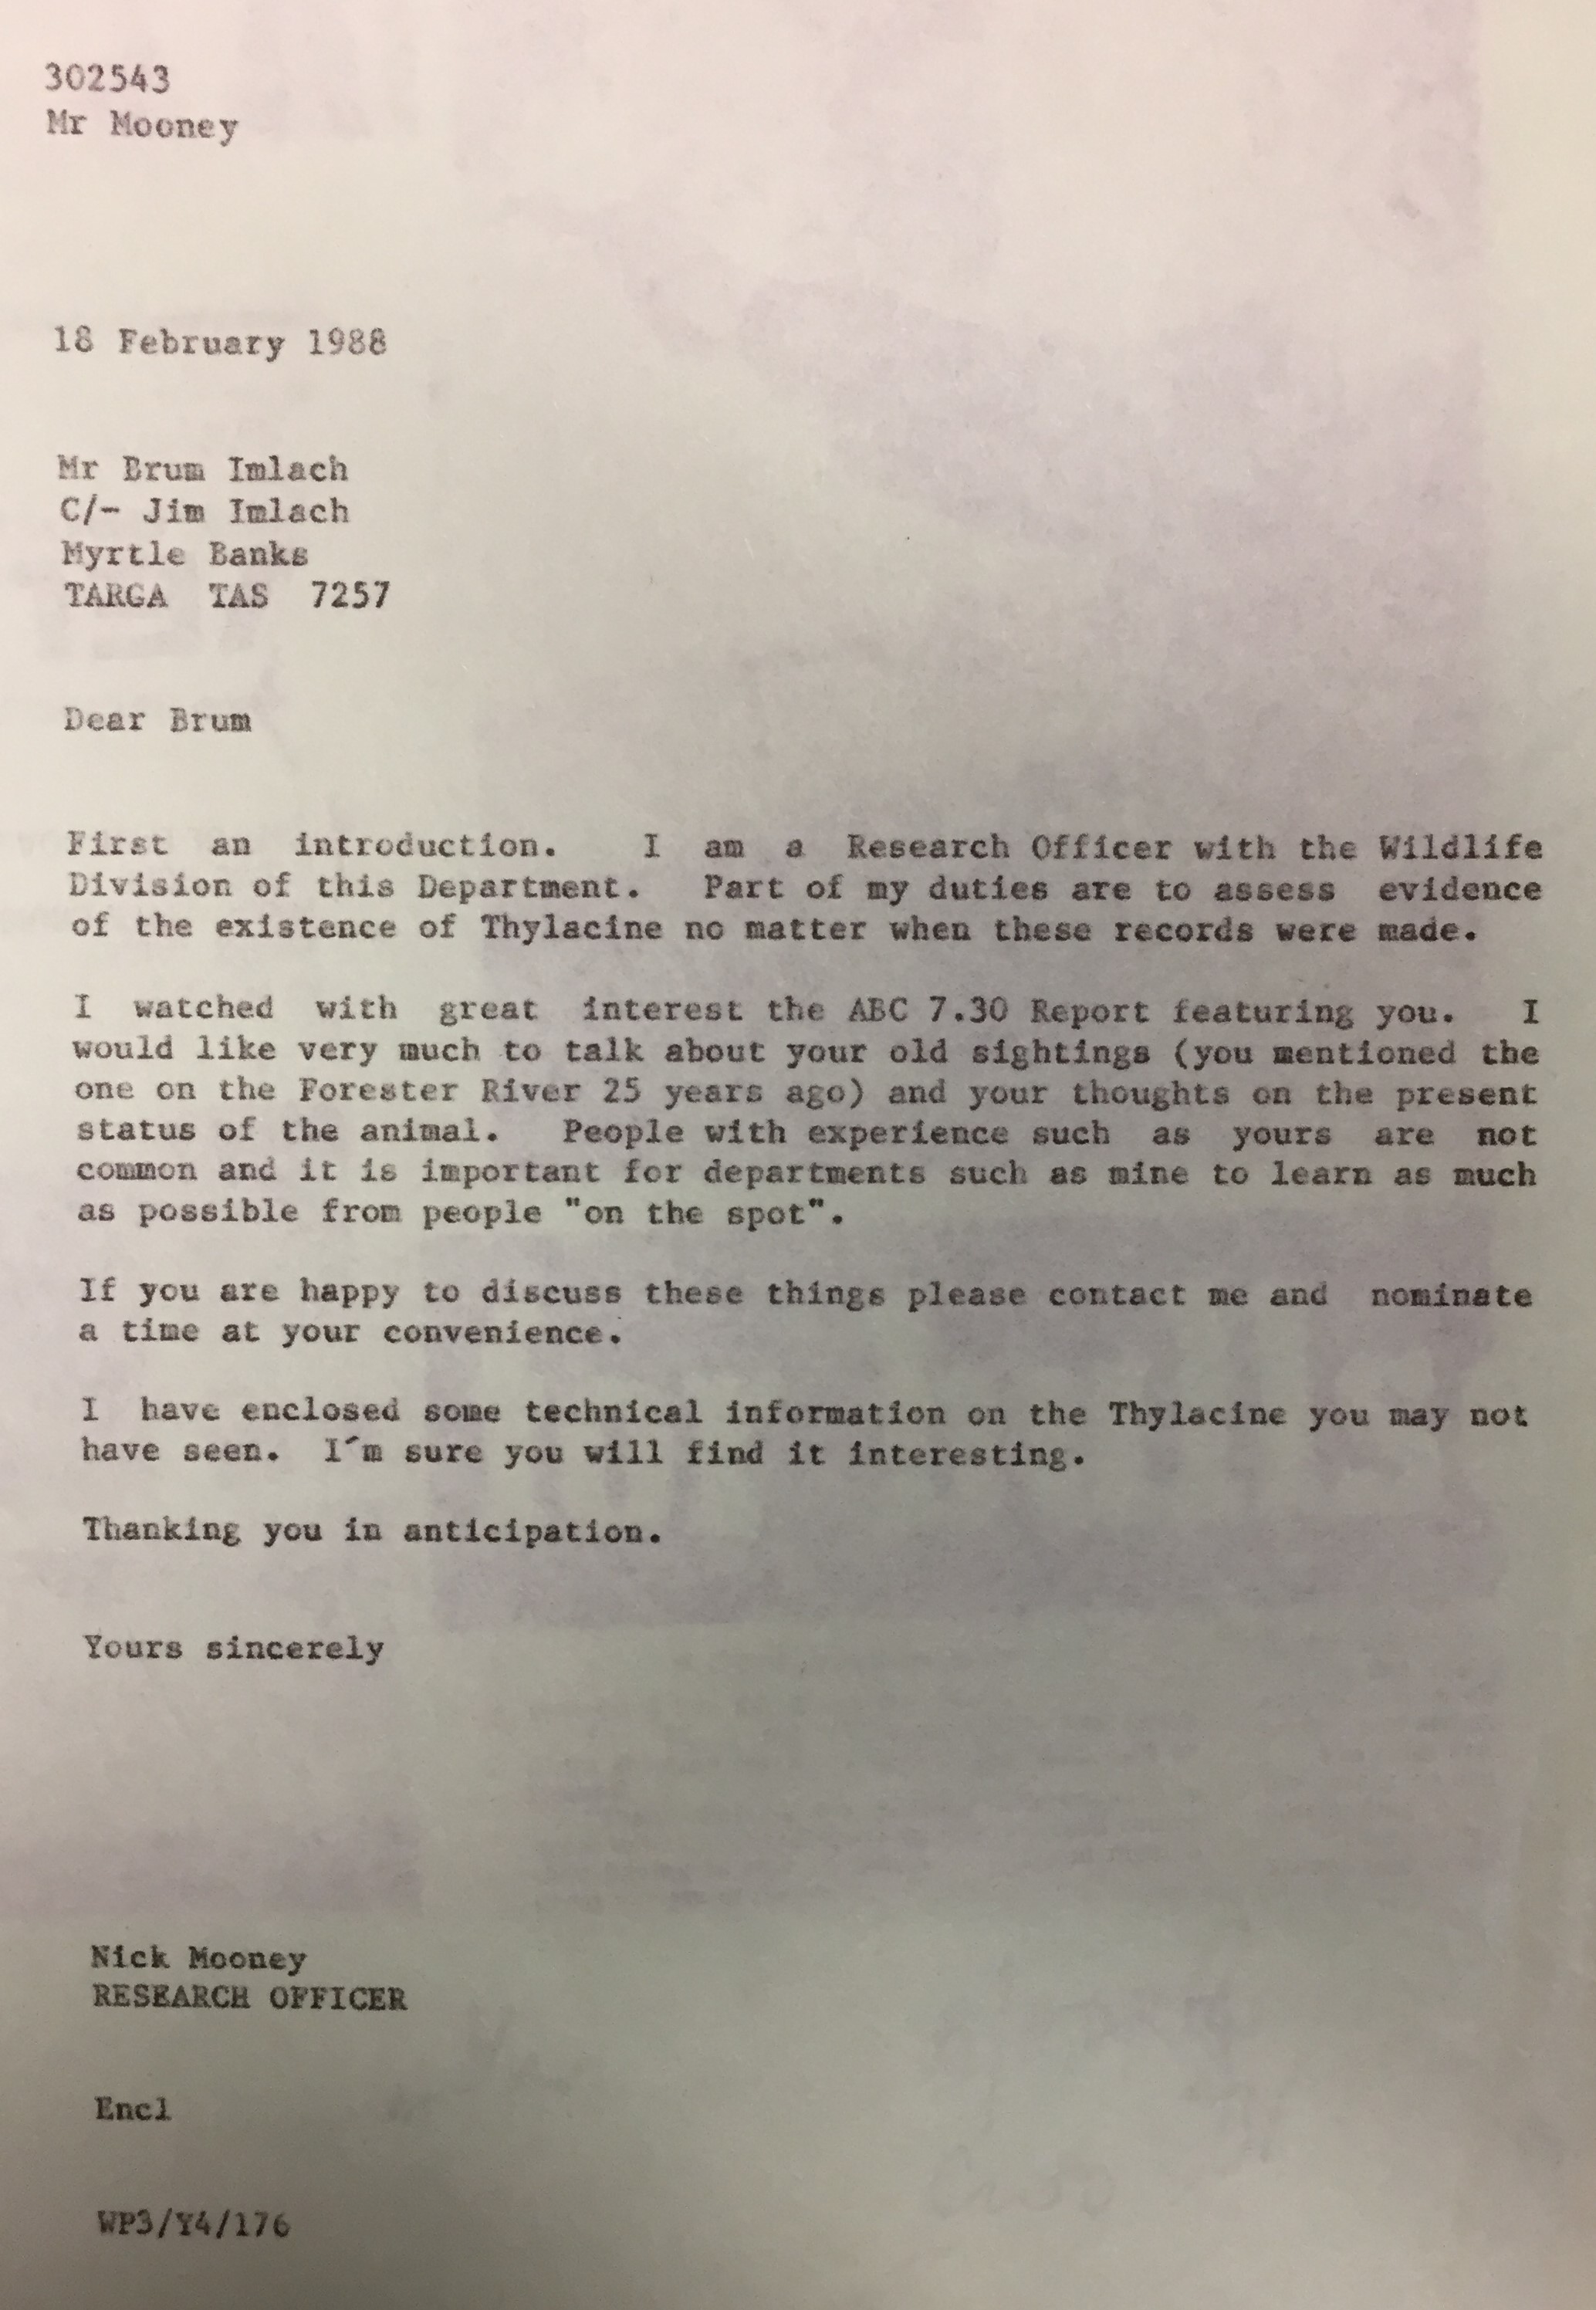 302543
Mr Mooney
18 February 1988
Mr Brum Imlach
C/- Jim Imlach
Myrtle Banks
TARGA TAS 7257
Dear Brum
First an introduction. I am a Research Officer with the Wildlife
Division of this Department. Part of my duties are to assess evidence
of the existence of Thylacine no matter when these records were made.
I watched with great interest the ABC 7.30 Report featuring you. I
would like very much to talk about your old sightings (you mentioned the
one on the Forester River 25 years ago) and your thoughts on the present
status of the animal. People with experience such as yours are not
common and it is important for departments such as mine to learn as much
as possible from people "on the spot".
If you are happy to discuss these things please contact me and nominate
a time at your convenience.
I have enclosed some technical information on the Thylacine you may not
have seen. I´m sure you will find it interesting.
Thanking you in anticipation.
Yours sincerely
Nick Mooney
RESEARCH OFFICER
Encl
WP3/Y4/176